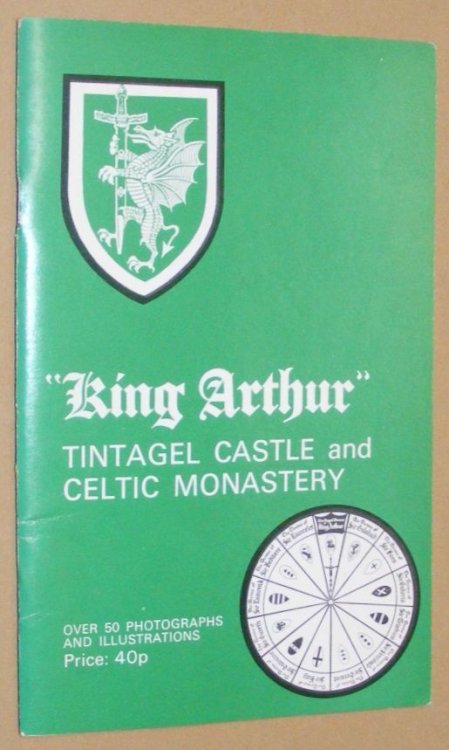 "King Arthur"
TINTAGEL CASTLE and
CELTIC MONASTERY
OVER 50 PHOTOGRAPHS
AND ILLUSTRATIONS
Price: 40p